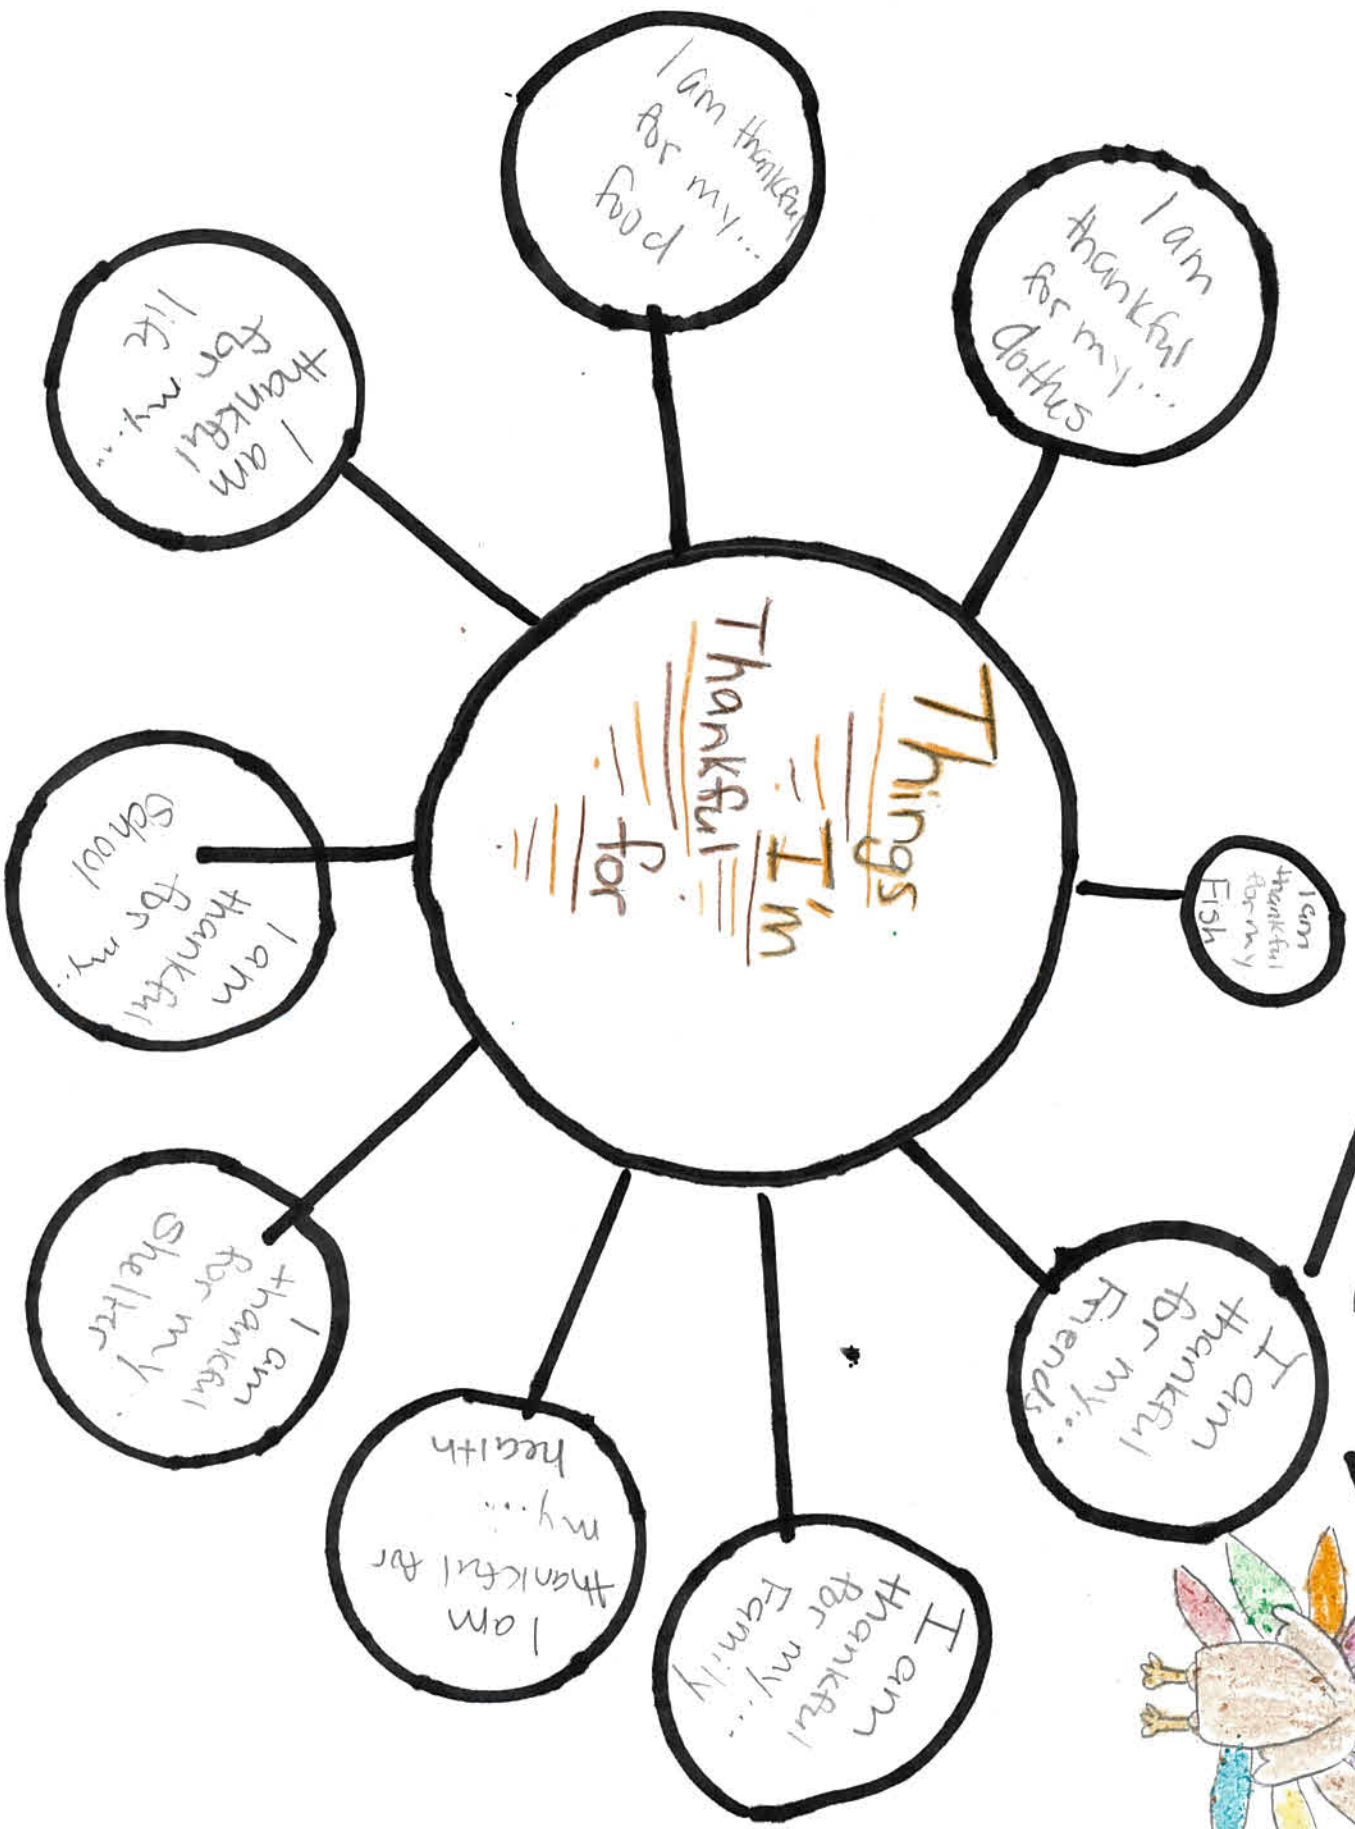 Things
I'm
Thankful
for
I am
thankful
for my
Fish
I am
thankful
for my...
Friends
I am
thankful
for my...
Family
I am
thankful for
my...
health
I am
thankful
for my
Shelter
I am
thankful
for my...
School
I am
thankful
for my...
life
I am thankful
for my...
food
I am
thankful
for my...
clothes